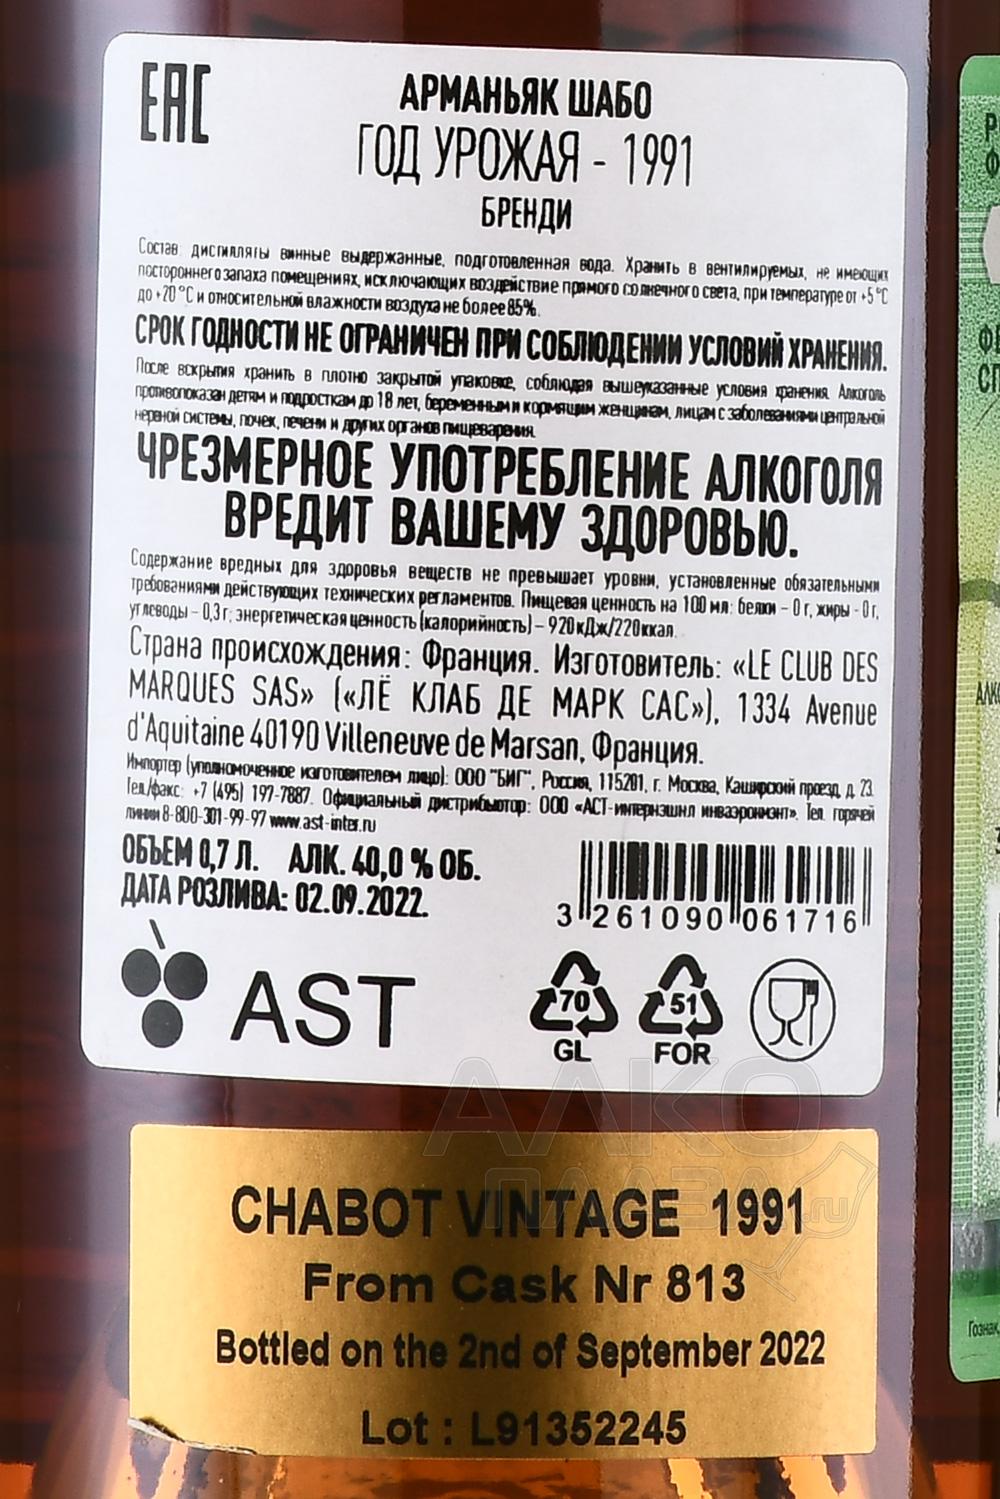 ЕАС
АРМАНЬЯК ШАБО
ГОД УРОЖАЯ - 1991
БРЕНДИ
Состав: дистилляты винные выдержанные, подготовленная вода. Хранить в вентилируемых, не имеющих
постороннего запаха помещениях, исключающих воздействие прямого солнечного света, при температуре от +5 °С
до +20 °С и относительной влажности воздуха не более 85%.
СРОК ГОДНОСТИ НЕ ОГРАНИЧЕН ПРИ СОБЛЮДЕНИИ УСЛОВИЙ ХРАНЕНИЯ.
После вскрытия хранить в плотно закрытой упаковке, соблюдая вышеуказанные условия хранения. Алкоголь
противопоказан детям и подросткам до 18 лет, беременным и кормящим женщинам, лицам с заболеваниями центральной
нервной системы, почек, печени и других органов пищеварения.
ЧРЕЗМЕРНОЕ УПОТРЕБЛЕНИЕ АЛКОГОЛЯ
ВРЕДИТ ВАШЕМУ ЗДОРОВЬЮ.
Содержание вредных для здоровья веществ не превышает уровни, установленные обязательными
требованиями действующих технических регламентов. Пищевая ценность на 100 мл: белки – 0 г, жиры - 0 г,
углеводы – 0,3 г; энергетическая ценность (калорийность) – 920кДж/220ккал.
Страна происхождения: Франция. Изготовитель: «LE CLUB DES
MARQUES SAS» («ЛЁ КЛАБ ДЕ МАРК САС»), 1334 Avenue
d'Aquitaine 40190 Villeneuve de Marsan, Франция.
Импортер (уполномоченное изготовителем лицо): ООО "БИГ", Россия, 115201, г. Москва, Каширский проезд, д. 23.
Тел./факс: +7 (495) 197-7887. Официальный дистрибьютор: ООО «АСТ-интернэшнл инваэронмэнт». Тел. горячей
линии 8-800-301-99-97 www.ast-inter.ru
ОБЪЕМ 0,7 Л. АЛК. 40,0 % ОБ.
ДАТА РОЗЛИВА: 02.09.2022.
3 261090 061716
AST
70
GL
51
FOR
АЛКО
ПЛАЗА.ru
CHABOT VINTAGE 1991
From Cask Nr 813
Bottled on the 2nd of September 2022
Lot : L91352245
Гознак,